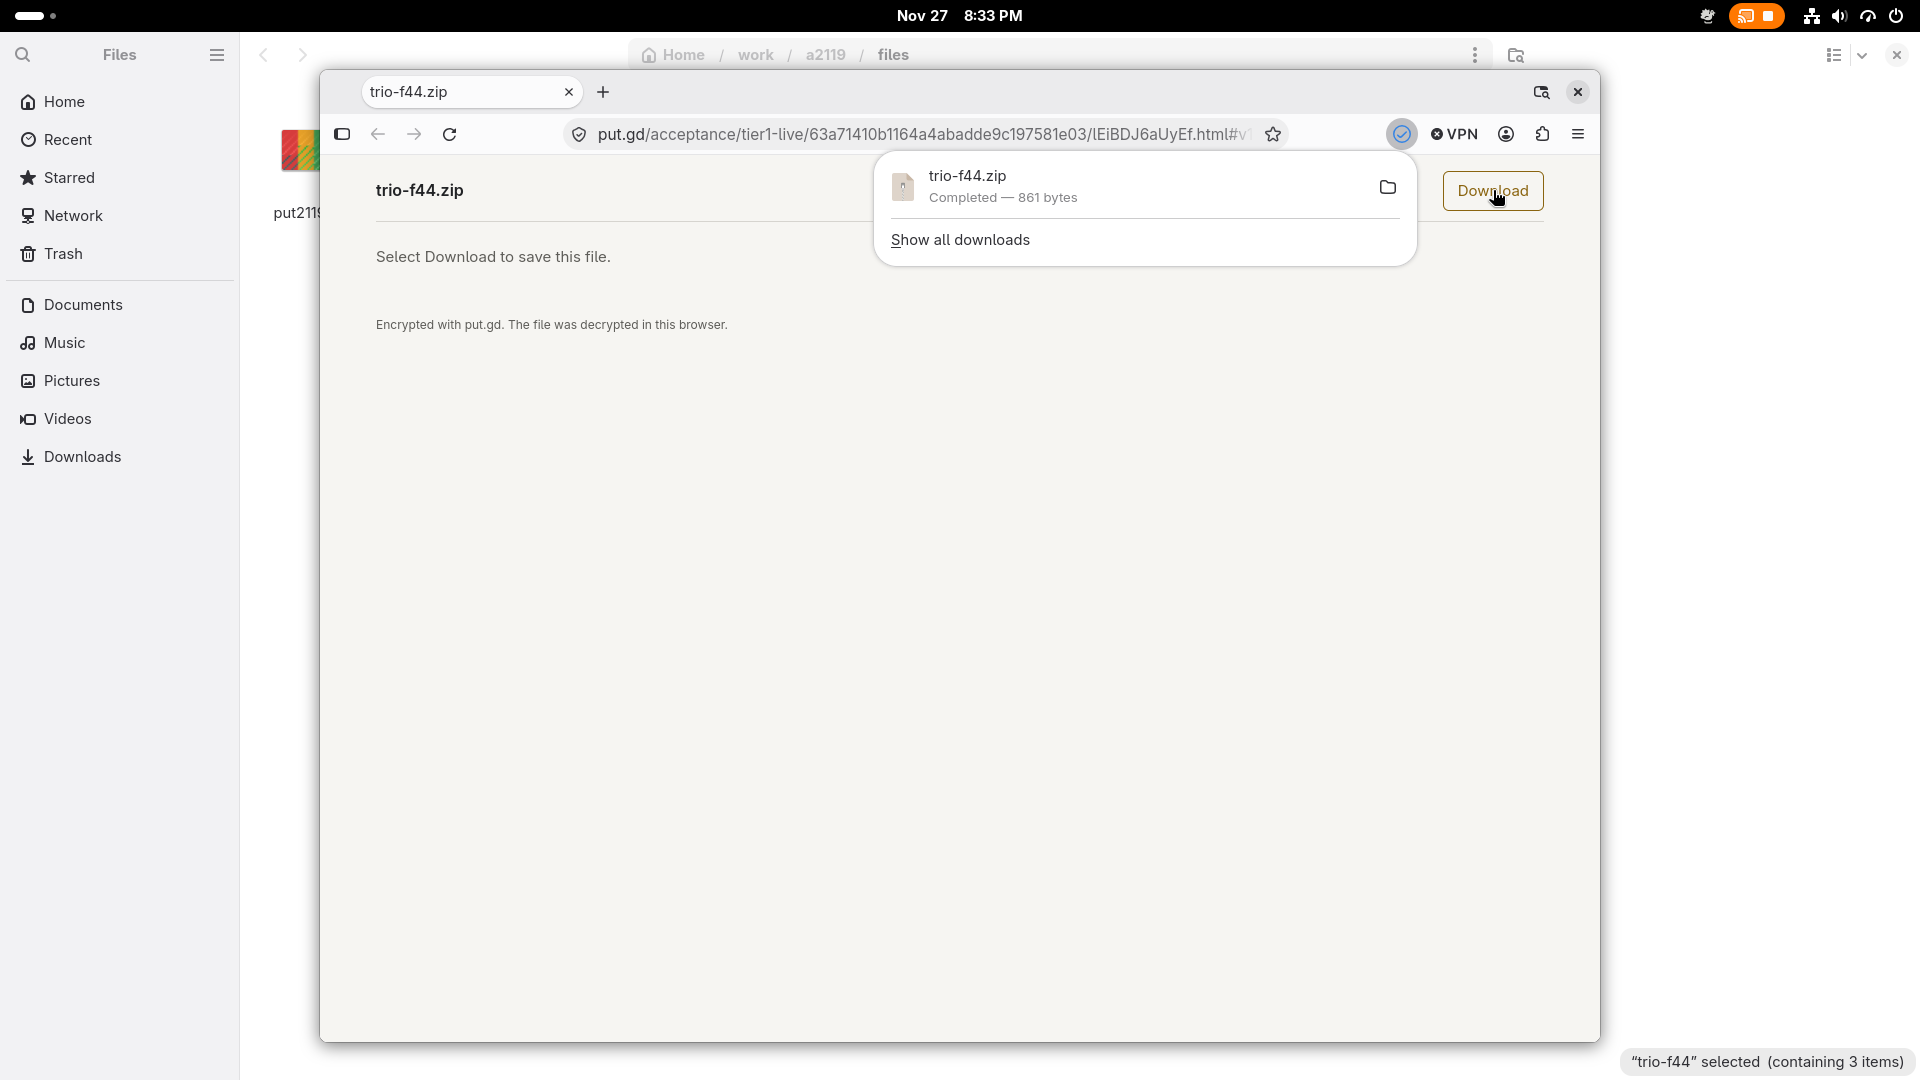 Nov 27 8:33 PM
Files
Home / work / a2119 / files
Home
Recent
Starred
Network
Trash
Documents
Music
Pictures
Videos
Downloads
put2119
trio-f44.zip
put.gd/acceptance/tier1-live/63a71410b1164a4abadde9c197581e03/lEiBDJ6aUyEf.html#v1
VPN
trio-f44.zip
Completed — 861 bytes
Show all downloads
trio-f44.zip
Download
Select Download to save this file.
Encrypted with put.gd. The file was decrypted in this browser.
“trio-f44” selected (containing 3 items)